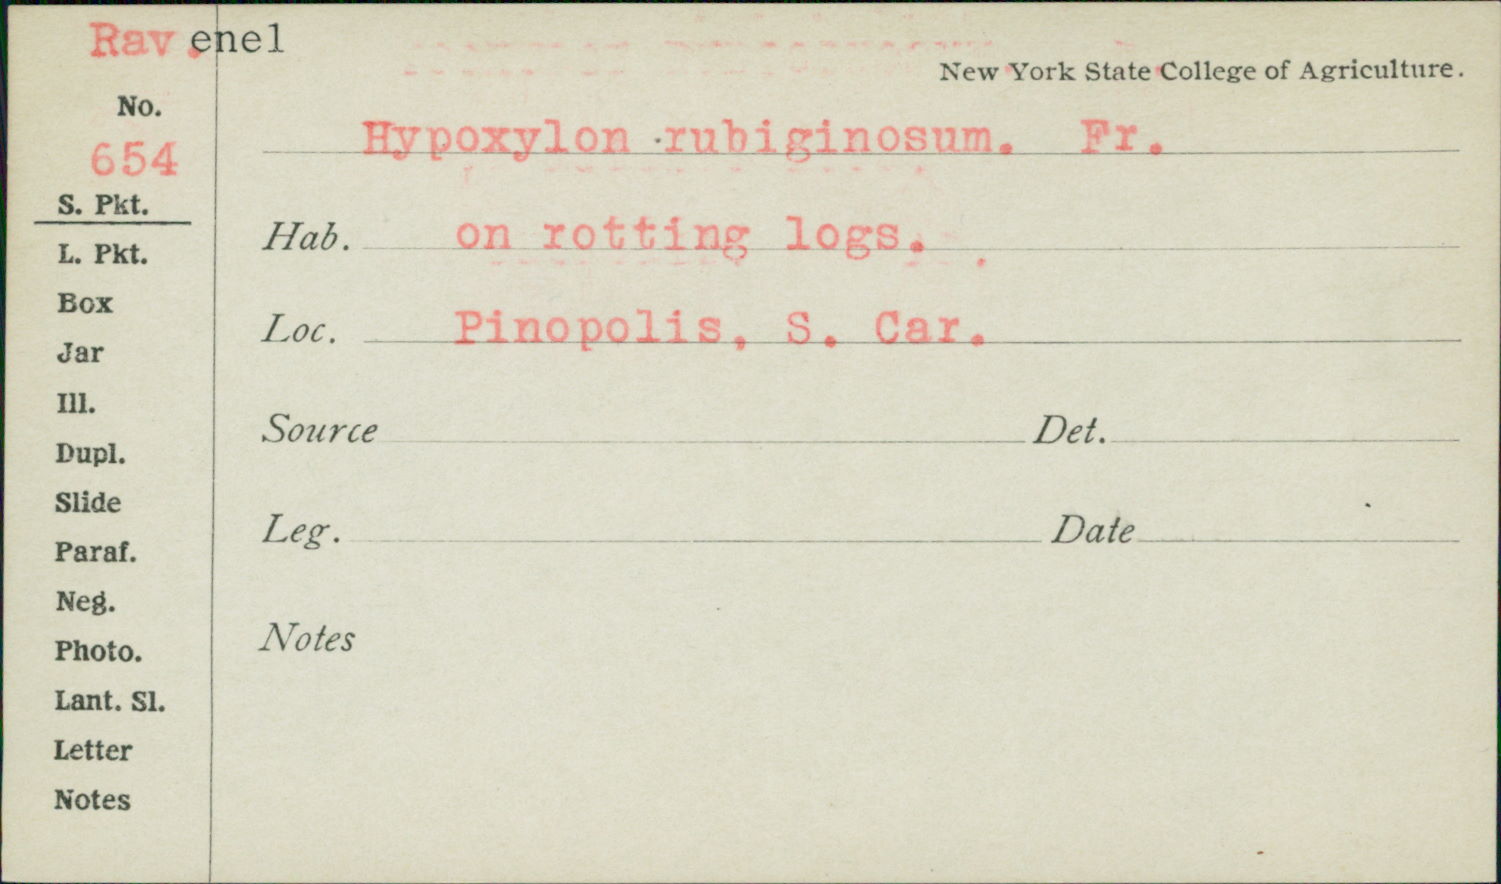 Rav.enel
New York State College of Agriculture.
No.
654
Hypoxylon rubiginosum. Fr.
S. Pkt.
Hab. on rotting logs.
L. Pkt.
Box
Loc. Pinopolis, S. Car.
Jar
Ill.
Source Det.
Dupl.
Slide
Leg. Date
Paraf.
Neg.
Notes
Photo.
Lant. Sl.
Letter
Notes